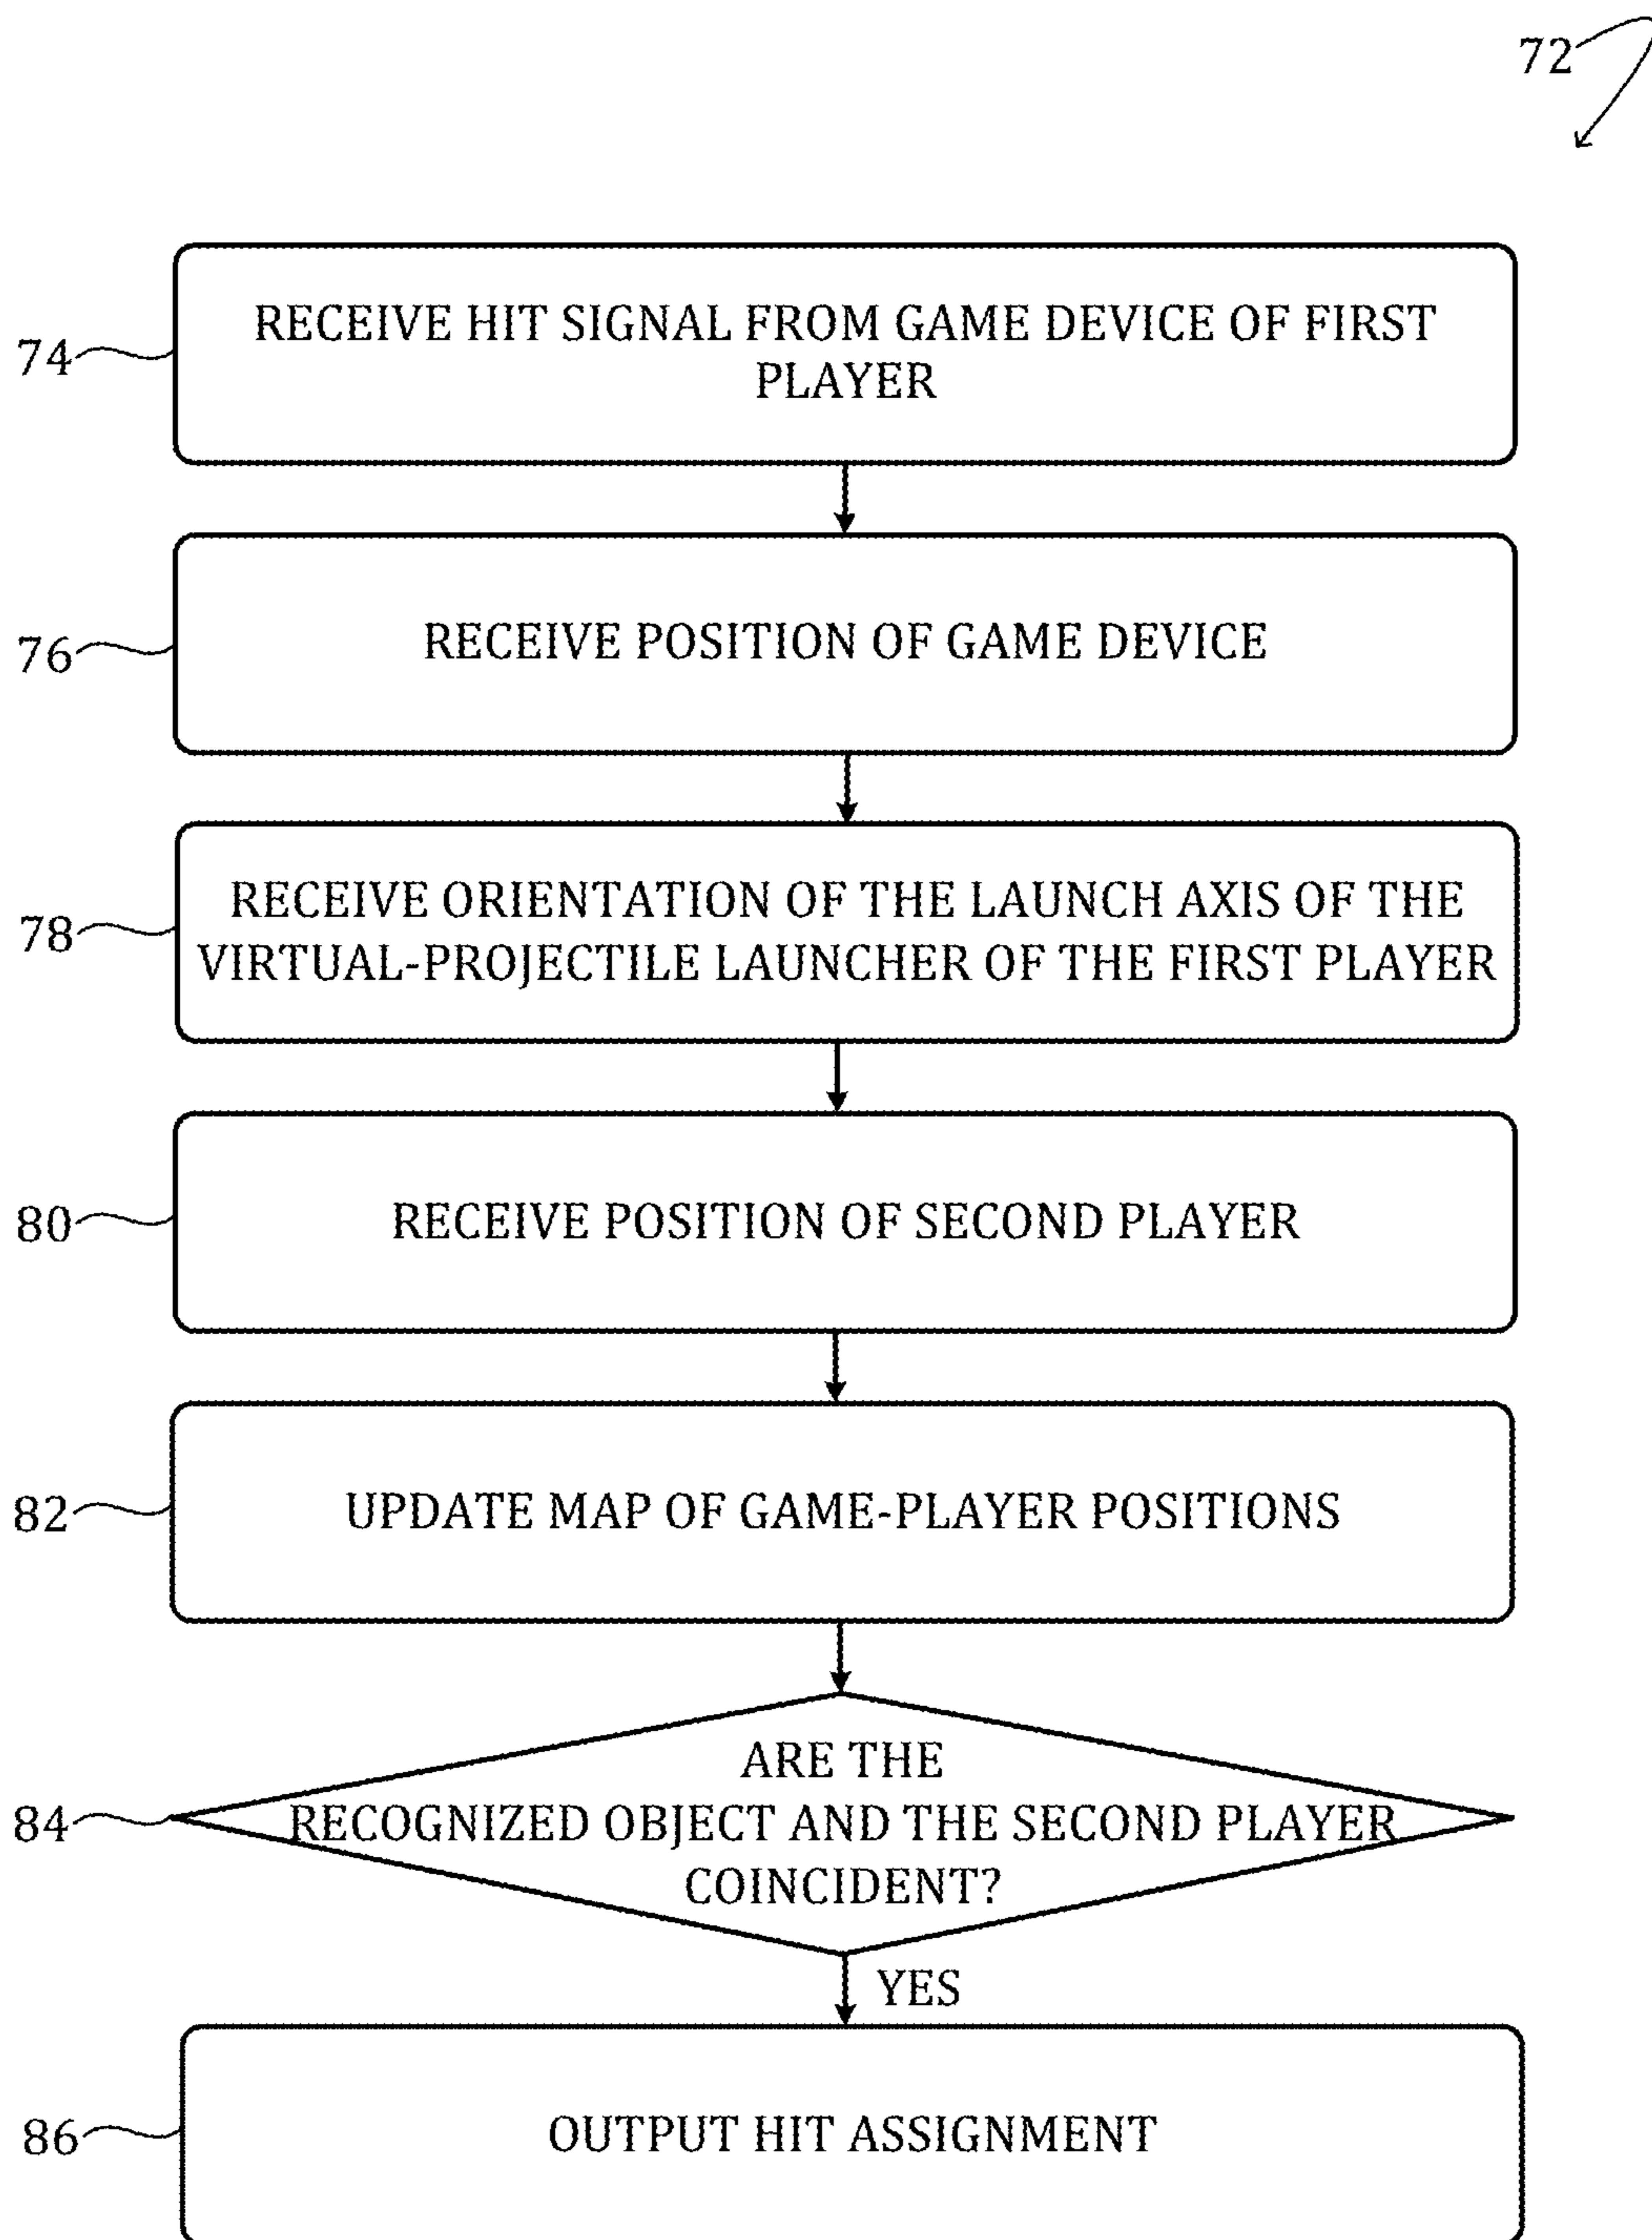 72
74
RECEIVE HIT SIGNAL FROM GAME DEVICE OF FIRST
PLAYER
76
RECEIVE POSITION OF GAME DEVICE
78
RECEIVE ORIENTATION OF THE LAUNCH AXIS OF THE
VIRTUAL-PROJECTILE LAUNCHER OF THE FIRST PLAYER
80
RECEIVE POSITION OF SECOND PLAYER
82
UPDATE MAP OF GAME-PLAYER POSITIONS
84
ARE THE
RECOGNIZED OBJECT AND THE SECOND PLAYER
COINCIDENT?
YES
86
OUTPUT HIT ASSIGNMENT